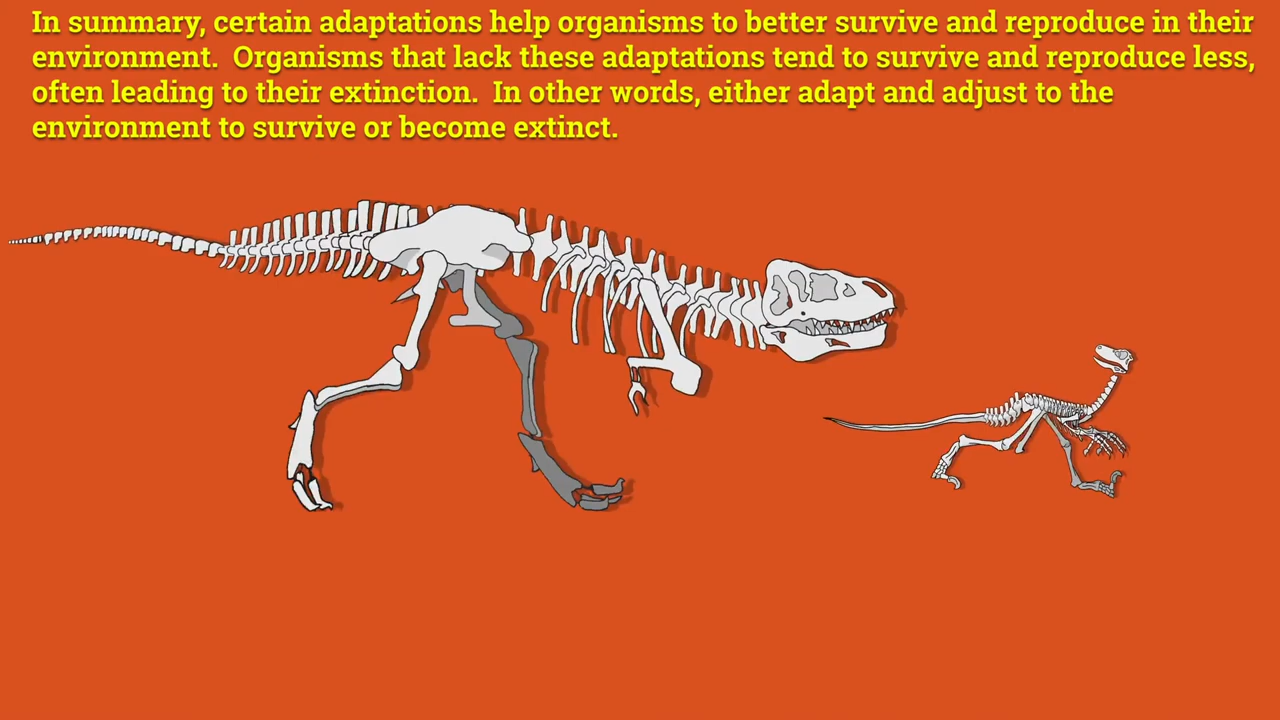 In summary, certain adaptations help organisms to better survive and reproduce in their
environment.  Organisms that lack these adaptations tend to survive and reproduce less,
often leading to their extinction.  In other words, either adapt and adjust to the
environment to survive or become extinct.